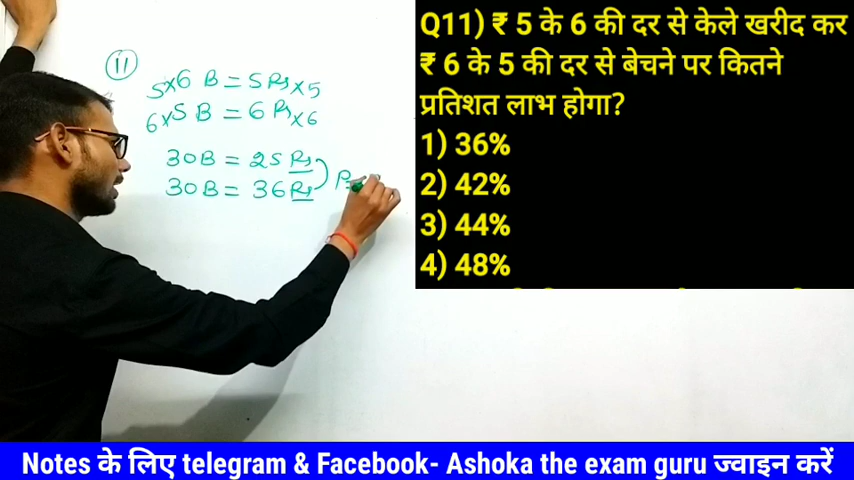 11
5×6 B = 5 Rs×5
6×5 B = 6 Rs×6
30B = 25 Rs
30B = 36 Rs
P=
Q11) ₹ 5 के 6 की दर से केले खरीद कर
₹ 6 के 5 की दर से बेचने पर कितने
प्रतिशत लाभ होगा?
1) 36%
2) 42%
3) 44%
4) 48%
Notes के लिए telegram & Facebook- Ashoka the exam guru ज्वाइन करें